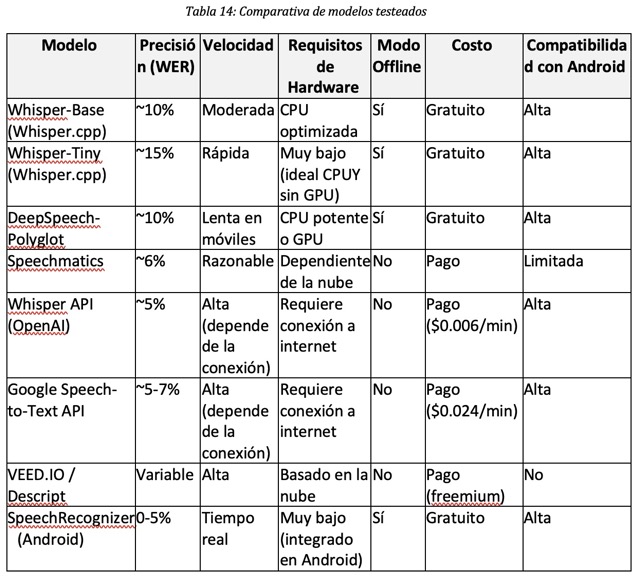 Tabla 14: Comparativa de modelos testeados
Modelo Precisió Velocidad Requisitos Modo Costo Compatibilida
n (WER) de Offline d con Android
Hardware
Whisper-Base ~10% Moderada CPU Sí Gratuito Alta
(Whisper.cpp) optimizada
Whisper-Tiny ~15% Rápida Muy bajo Sí Gratuito Alta
(Whisper.cpp) (ideal CPUY
sin GPU)
DeepSpeech- ~10% Lenta en CPU potente Sí Gratuito Alta
Polyglot móviles o GPU
Speechmatics ~6% Razonable Dependiente No Pago Limitada
de la nube
Whisper API ~5% Alta Requiere No Pago Alta
(OpenAI) (depende conexión a ($0.006/min)
de la internet
conexión)
Google Speech- ~5-7% Alta Requiere No Pago Alta
to-Text API (depende conexión a ($0.024/min)
de la internet
conexión)
VEED.IO / Variable Alta Basado en la No Pago No
Descript nube (freemium)
SpeechRecognizer 0-5% Tiempo Muy bajo Sí Gratuito Alta
(Android) real (integrado
en Android)